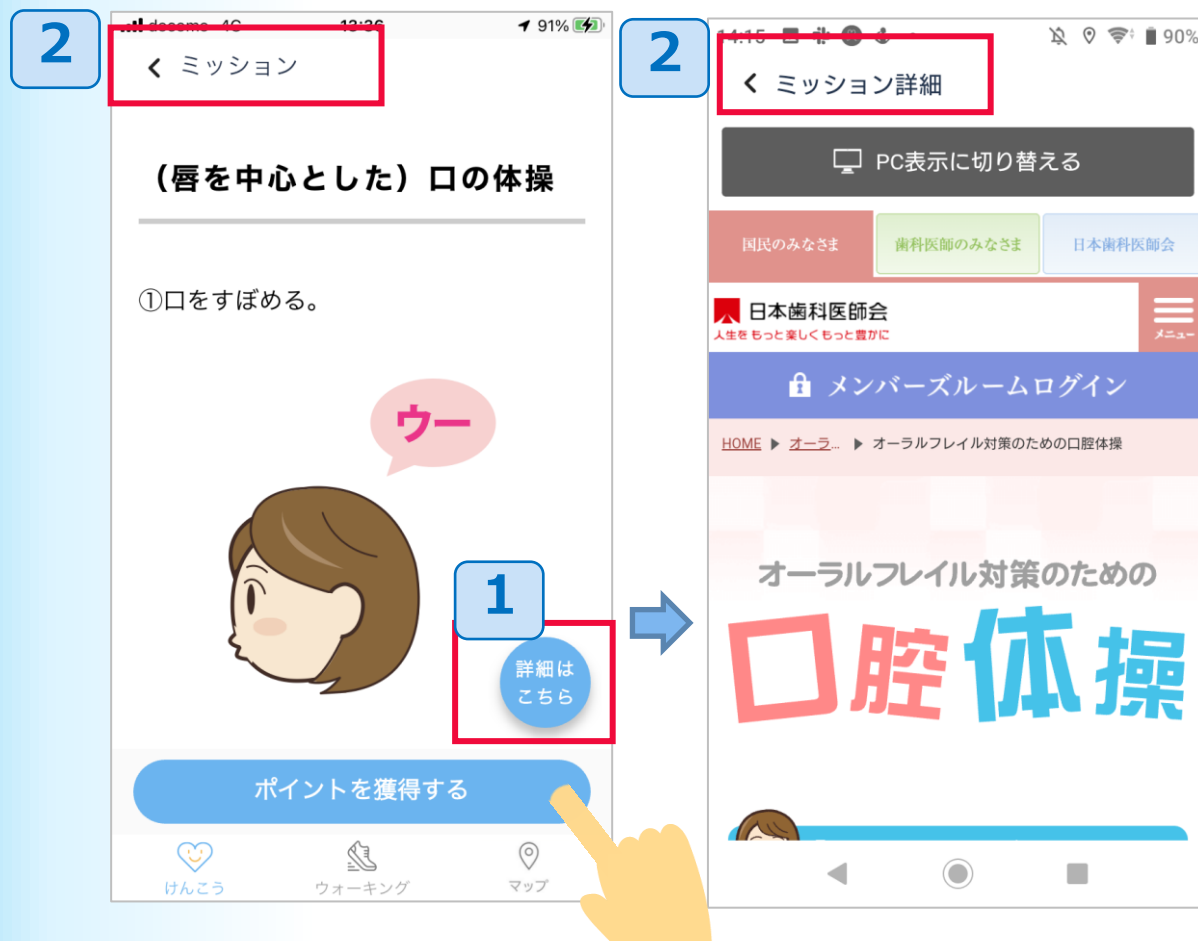 2
docomo 4G 13:36 91%
ミッション
(唇を中心とした)口の体操
①口をすぼめる。
ウー
1
詳細は
こちら
ポイントを獲得する
けんこう ウォーキング マップ
2
14:15 90%
ミッション詳細
PC表示に切り替える
国民のみなさま 歯科医師のみなさま 日本歯科医師会
日本歯科医師会
人生を もっと楽しく もっと豊かに
メニュー
メンバーズルームログイン
HOME ▶ オーラ... ▶ オーラルフレイル対策のための口腔体操
オーラルフレイル対策のための
口腔体操